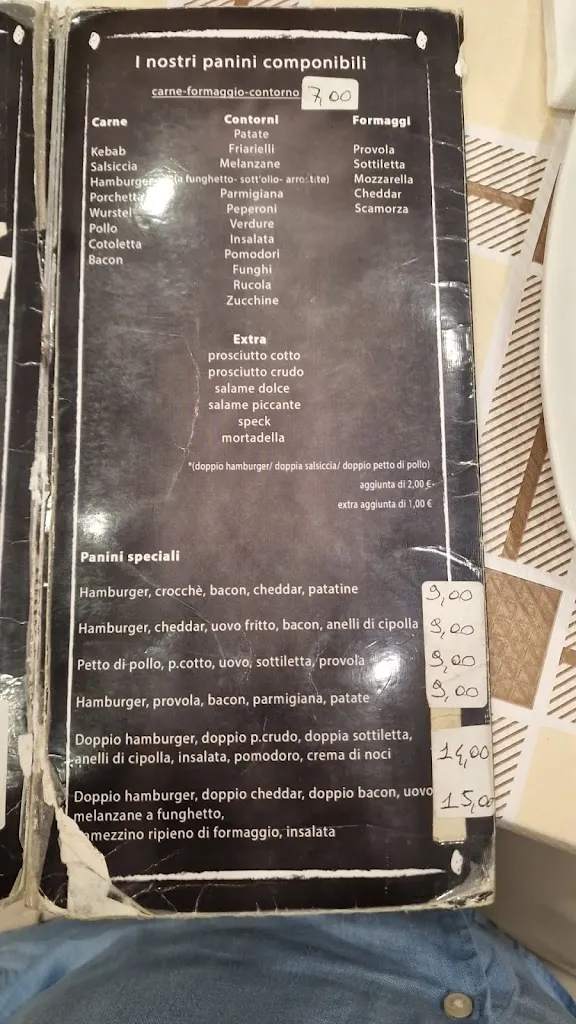 I nostri panini componibili
carne-formaggio-contorno 7,00
Carne
Kebab
Salsiccia
Hamburger
Porchetta
Wurstel
Pollo
Cotoletta
Bacon
Contorni
Patate
Friarielli
Melanzane
(a funghetto- sott'olio- arrostite)
Parmigiana
Peperoni
Verdure
Insalata
Pomodori
Funghi
Rucola
Zucchine
Formaggi
Provola
Sottiletta
Mozzarella
Cheddar
Scamorza
Extra
prosciutto cotto
prosciutto crudo
salame dolce
salame piccante
speck
mortadella
*(doppio hamburger/ doppia salsiccia/ doppio petto di pollo)
aggiunta di 2,00 €
extra aggiunta di 1,00 €
Panini speciali
Hamburger, crocchè, bacon, cheddar, patatine 9,00
Hamburger, cheddar, uovo fritto, bacon, anelli di cipolla 9,00
Petto di pollo, p.cotto, uovo, sottiletta, provola 9,00
Hamburger, provola, bacon, parmigiana, patate 9,00
Doppio hamburger, doppio p.crudo, doppia sottiletta,
anelli di cipolla, insalata, pomodoro, crema di noci 14,00
Doppio hamburger, doppio cheddar, doppio bacon, uovo 15,00
melanzane a funghetto,
ripieno di formaggio, insalata